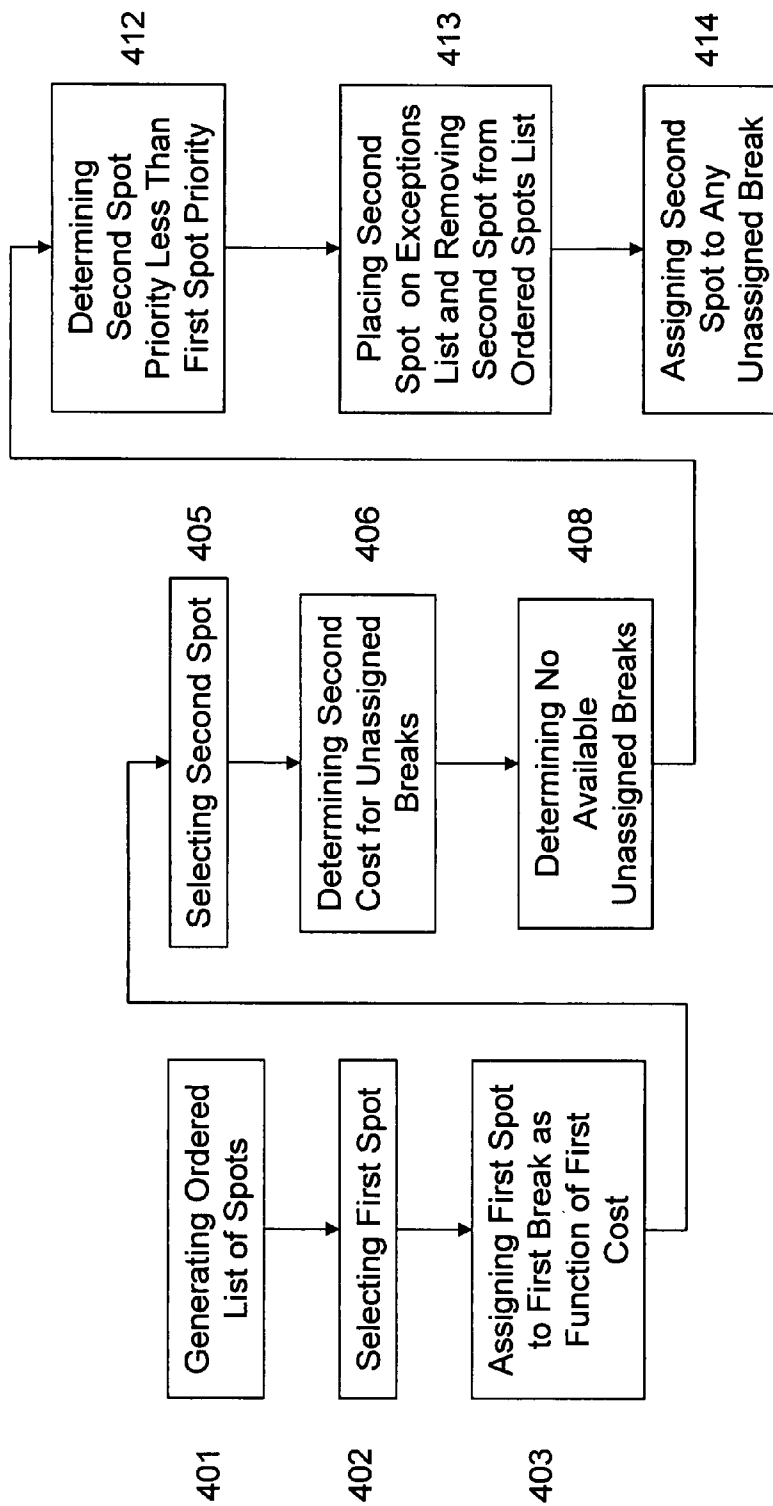 401
Generating Ordered
List of Spots
402
Selecting First Spot
403
Assigning First Spot
to First Break as
Function of First
Cost
405
Selecting Second Spot
406
Determining Second
Cost for Unassigned
Breaks
408
Determining No
Available
Unassigned Breaks
412
Determining
Second Spot
Priority Less Than
First Spot Priority
413
Placing Second
Spot on Exceptions
List and Removing
Second Spot from
Ordered Spots List
414
Assigning Second
Spot to Any
Unassigned Break